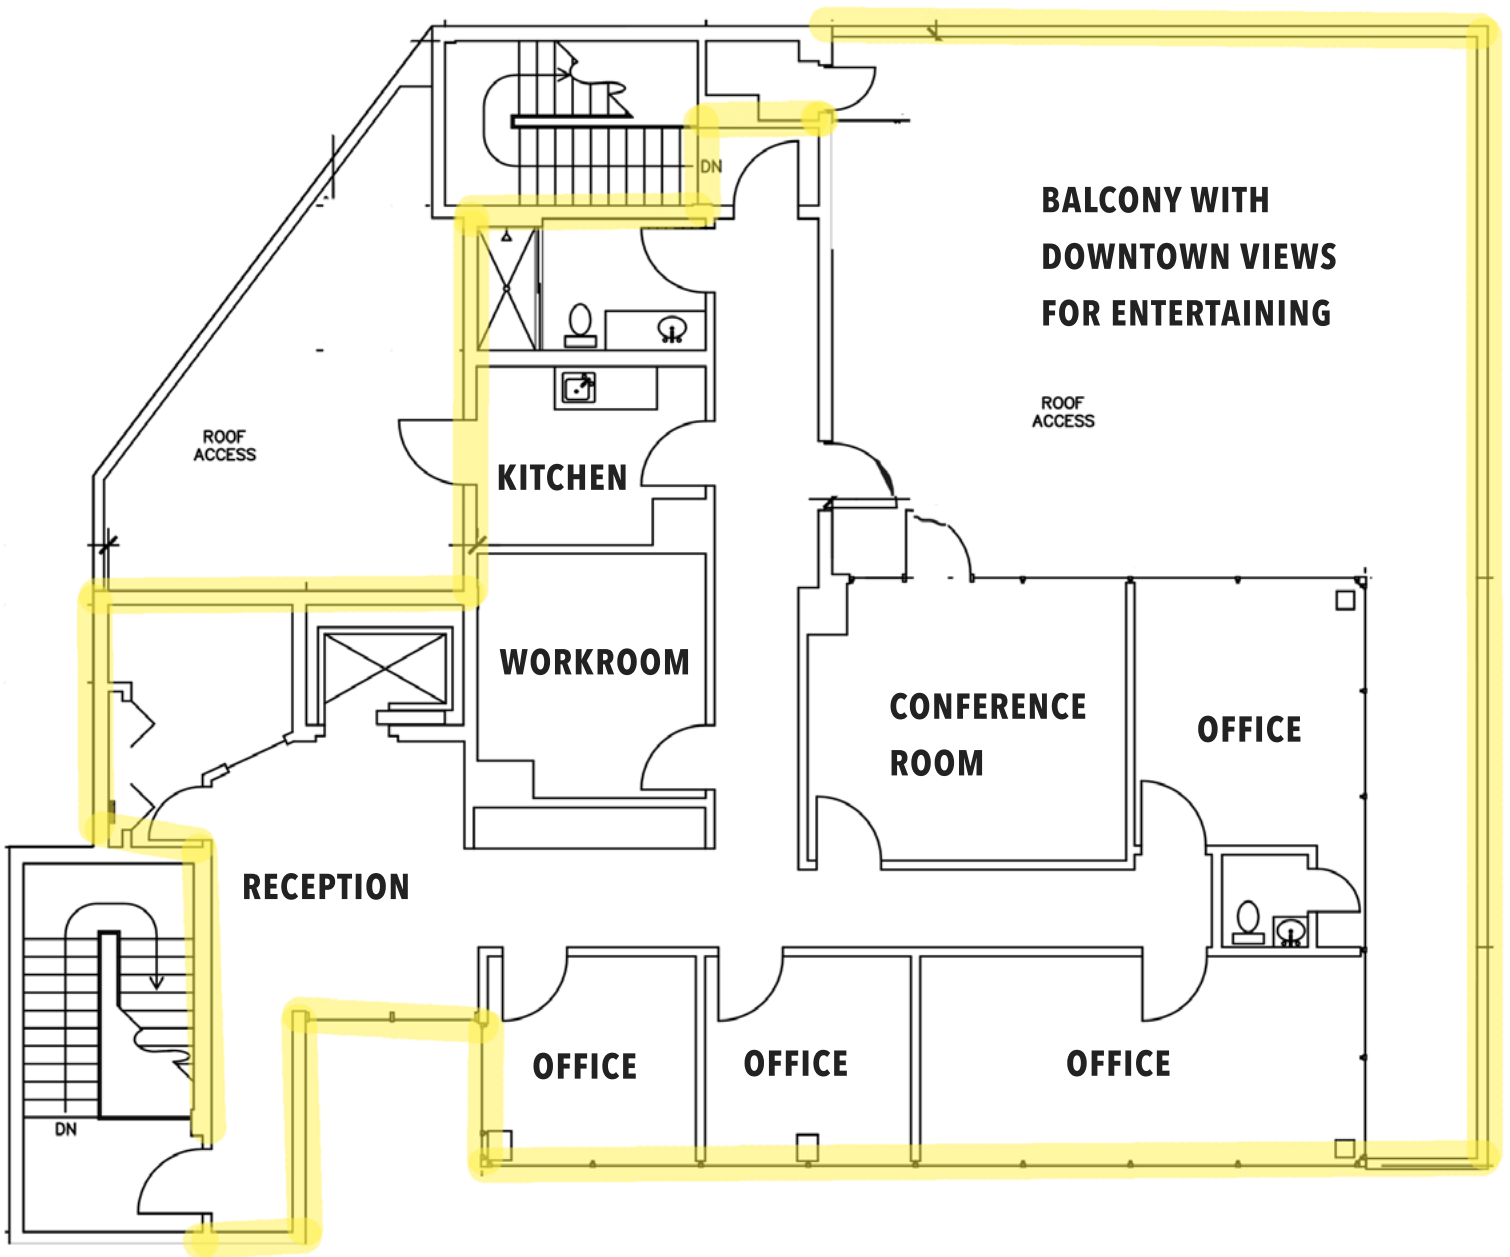 DN
BALCONY WITH
DOWNTOWN VIEWS
FOR ENTERTAINING
ROOF
ACCESS
ROOF
ACCESS
KITCHEN
WORKROOM
CONFERENCE
ROOM
OFFICE
RECEPTION
OFFICE
OFFICE
OFFICE
DN